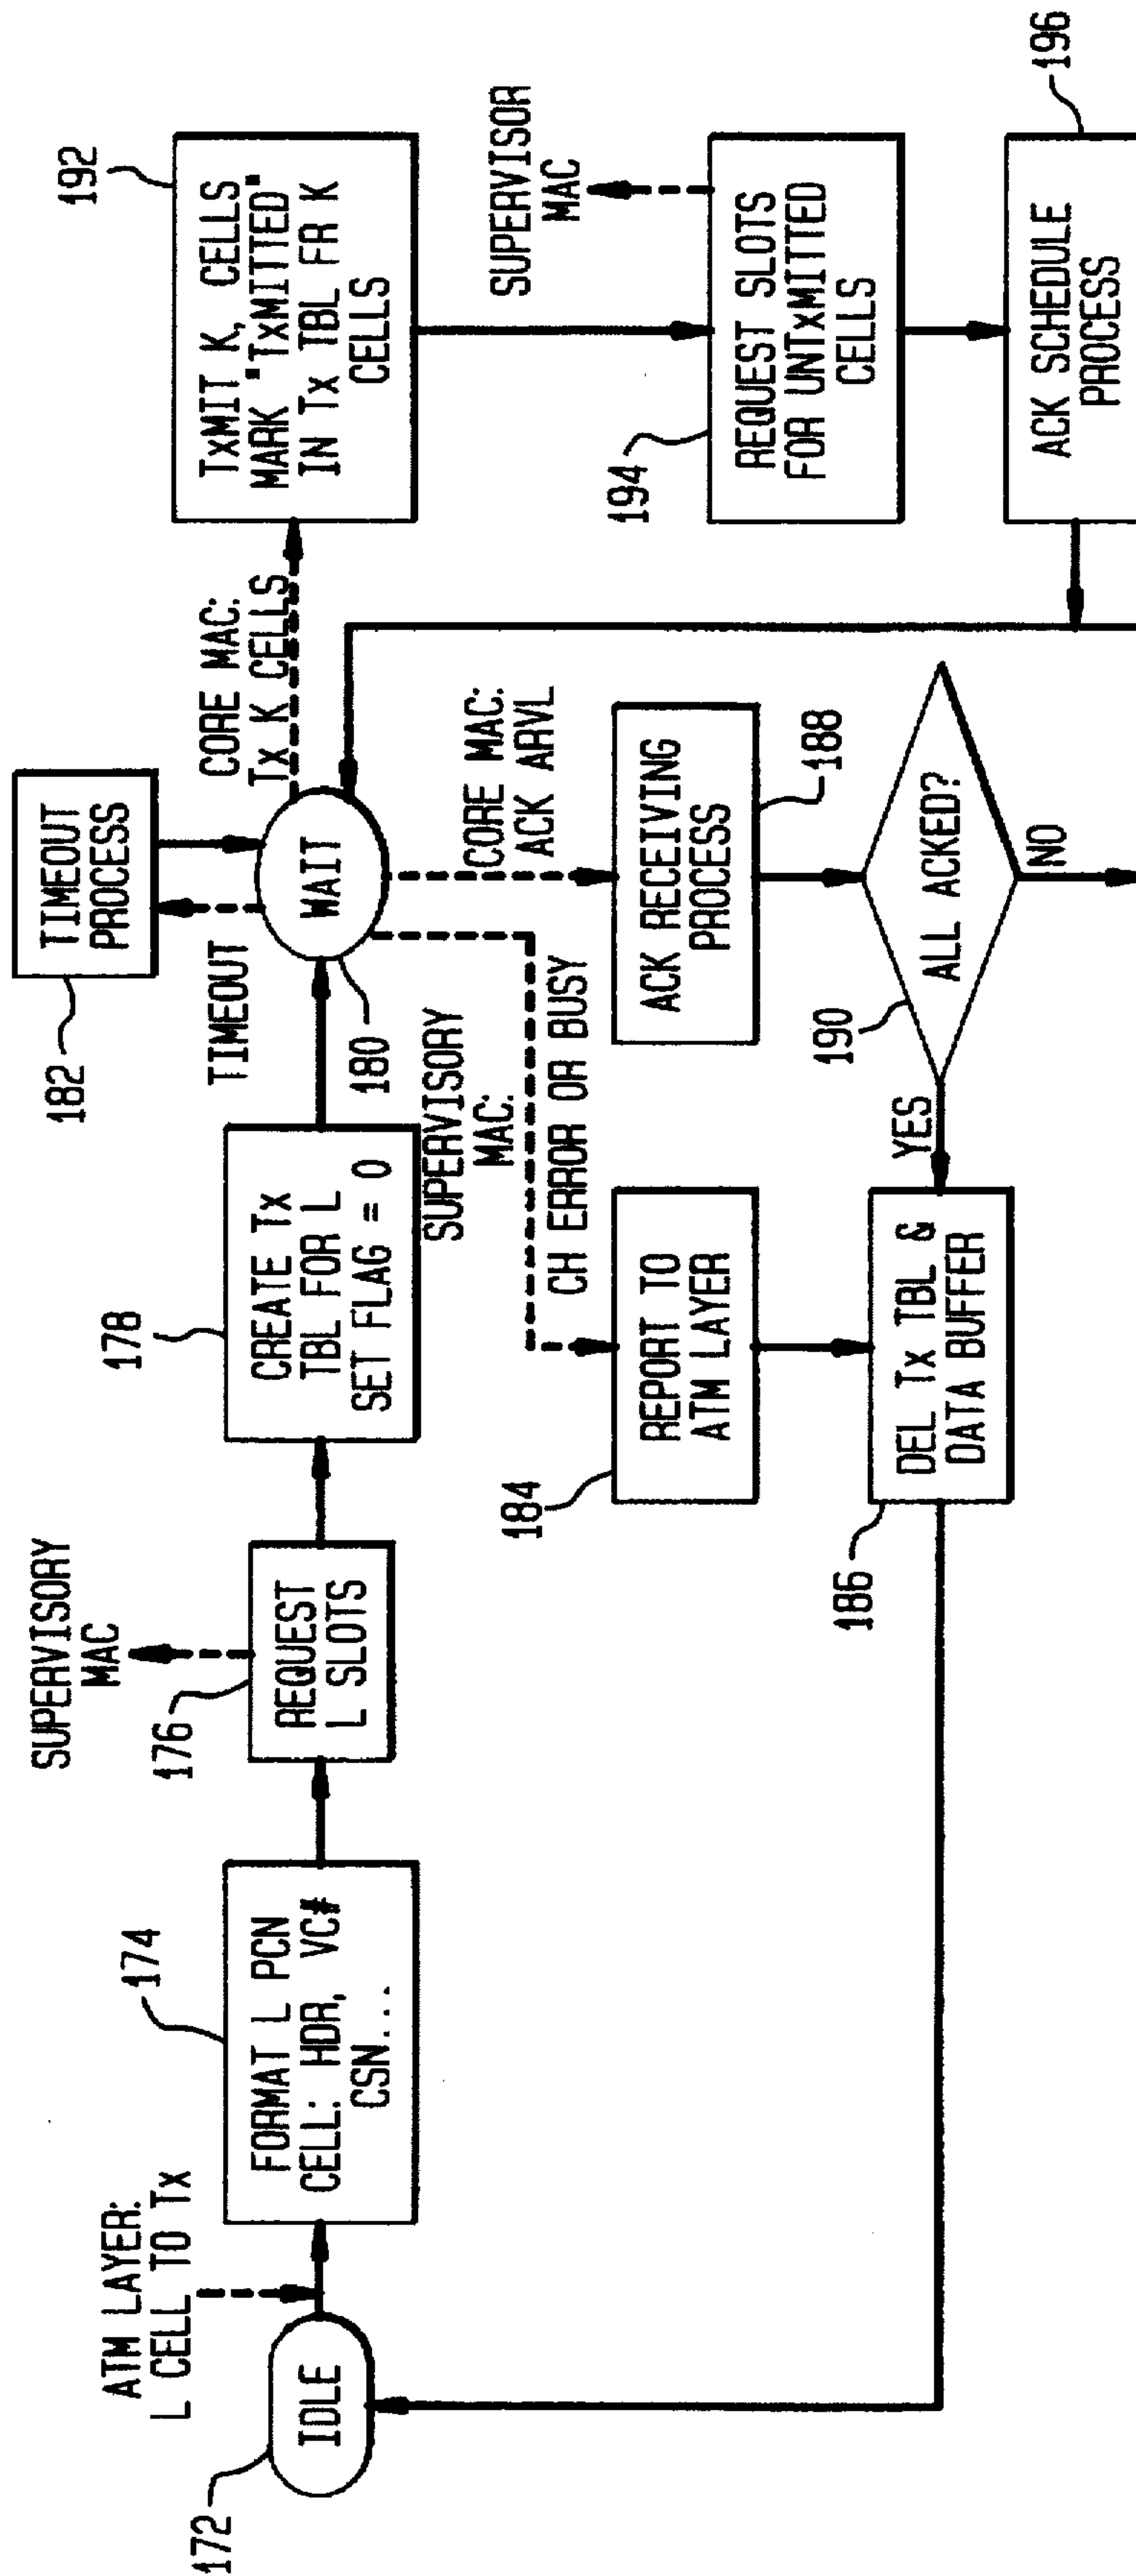 ATM LAYER:
L CELL TO Tx
172
IDLE
174
FORMAT L PCN
CELL: HDR, VC#
CSN...
SUPERVISORY
MAC
176
REQUEST
L SLOTS
178
CREATE Tx
TBL FOR L
SET FLAG = 0
182
TIMEOUT
PROCESS
TIMEOUT
WAIT
180
CORE MAC:
Tx K CELLS
192
TxMIT K, CELLS
MARK "TxMITTED"
IN Tx TBL FR K
CELLS
SUPERVISORY
MAC:
CH ERROR OR BUSY
CORE MAC:
ACK ARVL
184
REPORT TO
ATM LAYER
ACK RECEIVING
PROCESS
188
194
REQUEST SLOTS
FOR UNTxMITTED
CELLS
SUPERVISOR
MAC
186
DEL Tx TBL &
DATA BUFFER
YES
190
ALL ACKED?
NO
ACK SCHEDULE
PROCESS
196